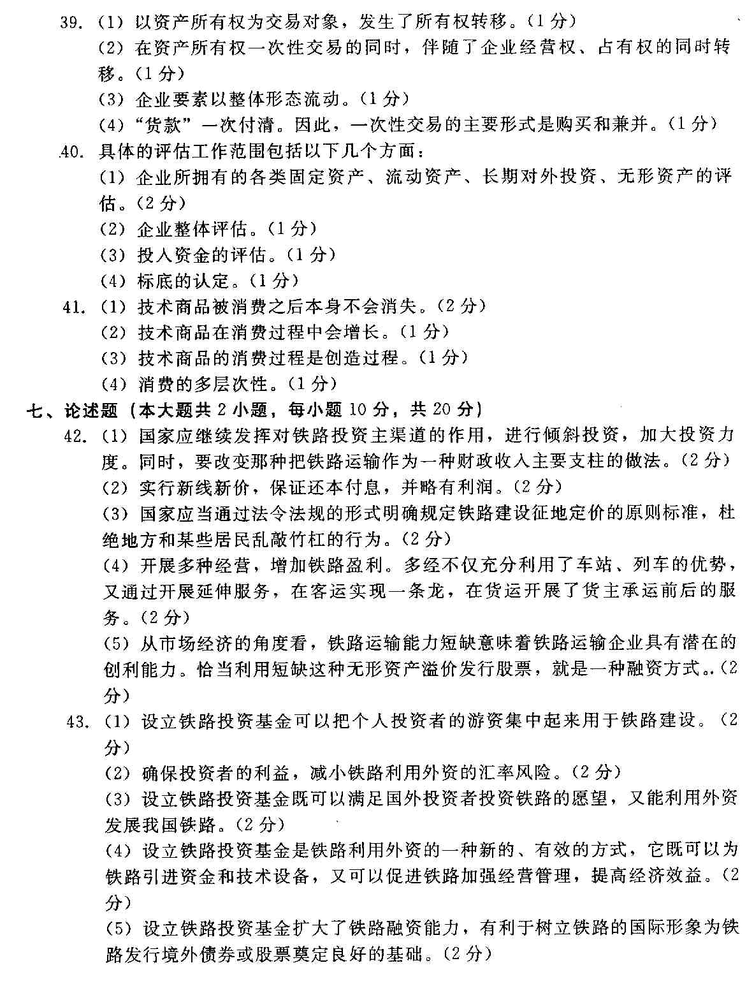 39. (1) 以资产所有权为交易对象，发生了所有权转移。(1 分)
(2) 在资产所有权一次性交易的同时，伴随了企业经营权、占有权的同时转
移。(1 分)
(3) 企业要素以整体形态流动。(1 分)
(4) “货款” 一次付清。因此，一次性交易的主要形式是购买和兼并。(1 分)
40. 具体的评估工作范围包括以下几个方面：
(1) 企业所拥有的各类固定资产、流动资产、长期对外投资、无形资产的评
估。(2 分)
(2) 企业整体评估。(1 分)
(3) 投入资金的评估。(1 分)
(4) 标底的认定。(1 分)
41. (1) 技术商品被消费之后本身不会消失。(2 分)
(2) 技术商品在消费过程中会增长。(1 分)
(3) 技术商品的消费过程是创造过程。(1 分)
(4) 消费的多层次性。(1 分)
七、论述题（本大题共 2 小题，每小题 10 分，共 20 分）
42. (1) 国家应继续发挥对铁路投资主渠道的作用，进行倾斜投资，加大投资力
度。同时，要改变那种把铁路运输作为一种财政收入主要支柱的做法。(2 分)
(2) 实行新线新价，保证还本付息，并略有利润。(2 分)
(3) 国家应当通过法令法规的形式明确规定铁路建设征地定价的原则标准，杜
绝地方和某些居民乱敲竹杠的行为。(2 分)
(4) 开展多种经营，增加铁路盈利。多经不仅充分利用了车站、列车的优势，
又通过开展延伸服务，在客运实现一条龙，在货运开展了货主承运前后的服
务。(2 分)
(5) 从市场经济的角度看，铁路运输能力短缺意味着铁路运输企业具有潜在的
创利能力。恰当利用短缺这种无形资产溢价发行股票，就是一种融资方式。(2
分)
43. (1) 设立铁路投资基金可以把个人投资者的游资集中起来用于铁路建设。(2
分)
(2) 确保投资者的利益，减小铁路利用外资的汇率风险。(2 分)
(3) 设立铁路投资基金既可以满足国外投资者投资铁路的愿望，又能利用外资
发展我国铁路。(2 分)
(4) 设立铁路投资基金是铁路利用外资的一种新的、有效的方式，它既可以为
铁路引进资金和技术设备，又可以促进铁路加强经营管理，提高经济效益。(2
分)
(5) 设立铁路投资基金扩大了铁路融资能力，有利于树立铁路的国际形象为铁
路发行境外债券或股票奠定良好的基础。(2 分)